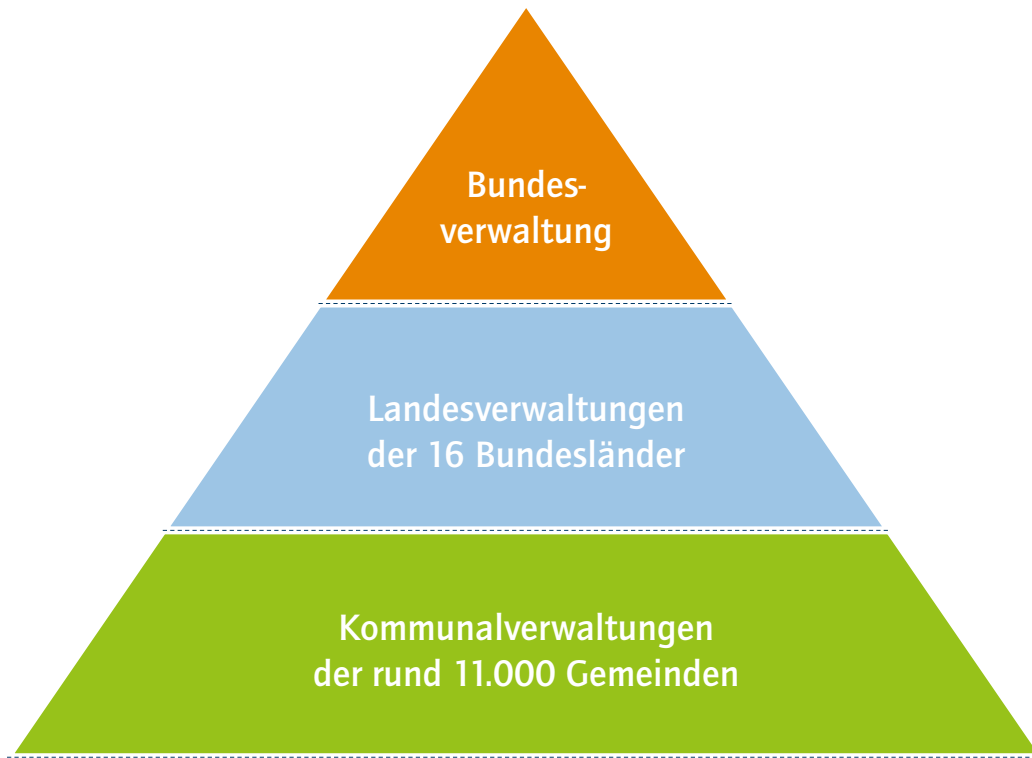 Bundes-
verwaltung
Landesverwaltungen
der 16 Bundesländer
Kommunalverwaltungen
der rund 11.000 Gemeinden